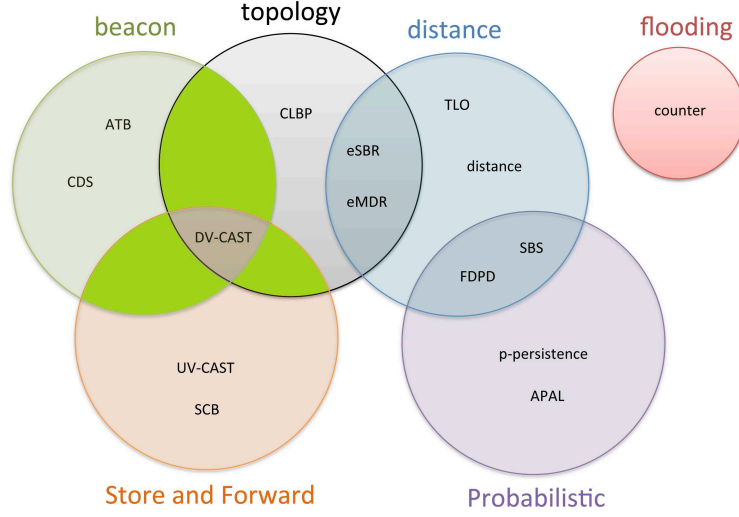 beacon
topology
distance
flooding
ATB
CDS
CLBP
eSBR
eMDR
TLO
distance
counter
DV-CAST
SBS
FDPD
UV-CAST
SCB
p-persistence
APAL
Store and Forward
Probabilistic